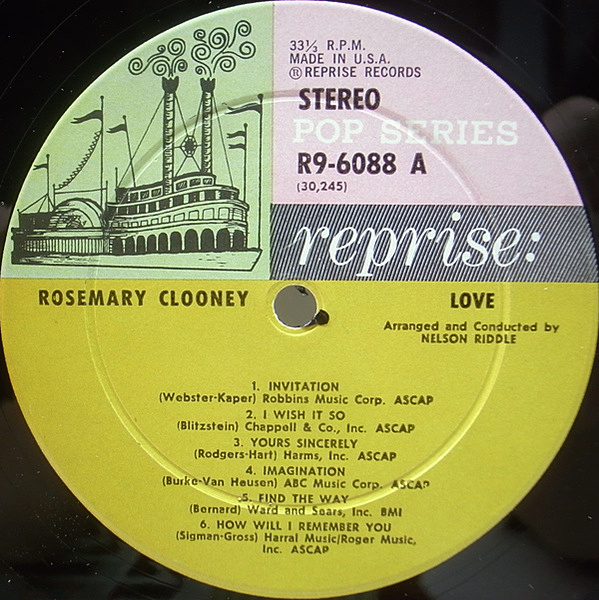 33⅓ R.P.M.
MADE IN U.S.A.
Ⓡ REPRISE RECORDS
STEREO
POP SERIES
R9-6088 A
(30,245)
reprise:
ROSEMARY CLOONEY
LOVE
Arranged and Conducted by
NELSON RIDDLE
1. INVITATION
(Webster-Kaper) Robbins Music Corp. ASCAP
2. I WISH IT SO
(Blitzstein) Chappell & Co., Inc. ASCAP
3. YOURS SINCERELY
(Rodgers-Hart) Harms, Inc. ASCAP
4. IMAGINATION
(Burke-Van Heusen) ABC Music Corp. ASCAP
5. FIND THE WAY
(Bernard) Ward and Sears, Inc. BMI
6. HOW WILL I REMEMBER YOU
(Sigman-Gross) Harral Music/Roger Music,
Inc. ASCAP